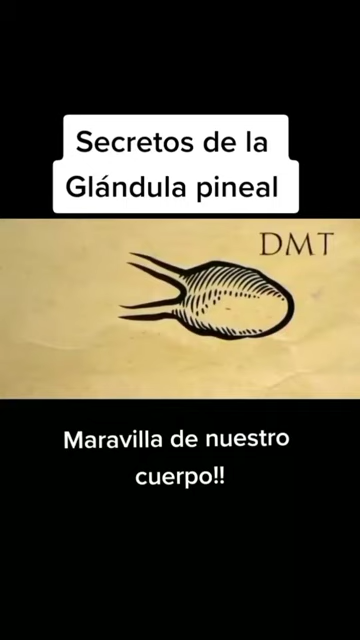 Secretos de la
Glándula pineal
DMT
Maravilla de nuestro
cuerpo!!